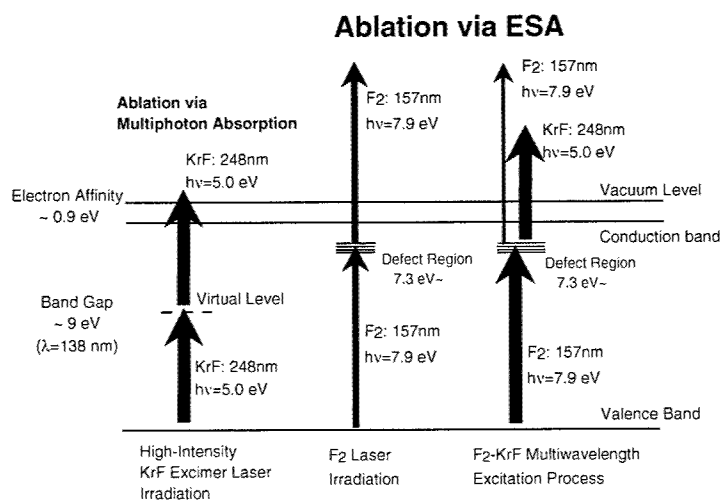 Ablation via ESA
Ablation via
Multiphoton Absorption
KrF: 248nm
hν=5.0 eV
Electron Affinity
~ 0.9 eV
Virtual Level
Band Gap
~ 9 eV
(λ=138 nm)
KrF: 248nm
hν=5.0 eV
High-Intensity
KrF Excimer Laser
Irradiation
F2: 157nm
hν=7.9 eV
Defect Region
7.3 eV~
F2: 157nm
hν=7.9 eV
F2 Laser
Irradiation
F2: 157nm
hν=7.9 eV
KrF: 248nm
hν=5.0 eV
Vacuum Level
Conduction band
Defect Region
7.3 eV~
F2: 157nm
hν=7.9 eV
Valence Band
F2-KrF Multiwavelength
Excitation Process